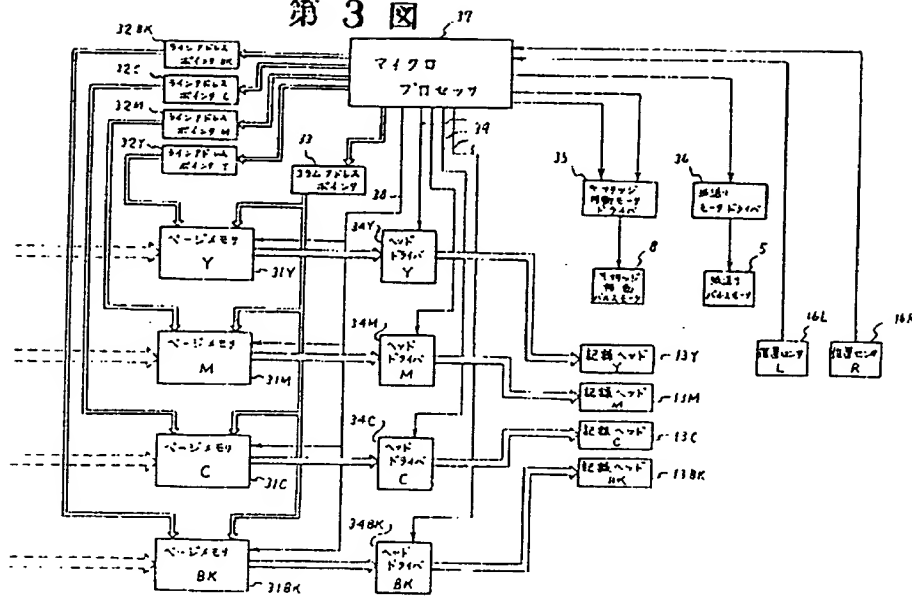 第3図
32BK
ラインアドレス
ポインタ BK
32C
ラインアドレス
ポインタ C
32M
ラインアドレス
ポインタ M
32Y
ラインアドレス
ポインタ Y
33
コラムアドレス
ポインタ
37
マイクロ
プロセッサ
38
39
35
キャリッジ
モータ
ドライバ
36
紙送り
モータドライバ
8
キャリッジ
パルスモータ
5
紙送り
パルスモータ
16L
位置センサ
L
16R
位置センサ
R
ページメモリ
Y
31Y
34Y
ヘッド
ドライバ
Y
記録ヘッド
Y
13Y
ページメモリ
M
31M
34M
ヘッド
ドライバ
M
記録ヘッド
M
13M
ページメモリ
C
31C
34C
ヘッド
ドライバ
C
記録ヘッド
C
13C
ページメモリ
BK
31BK
34BK
ヘッド
ドライバ
BK
記録ヘッド
BK
13BK